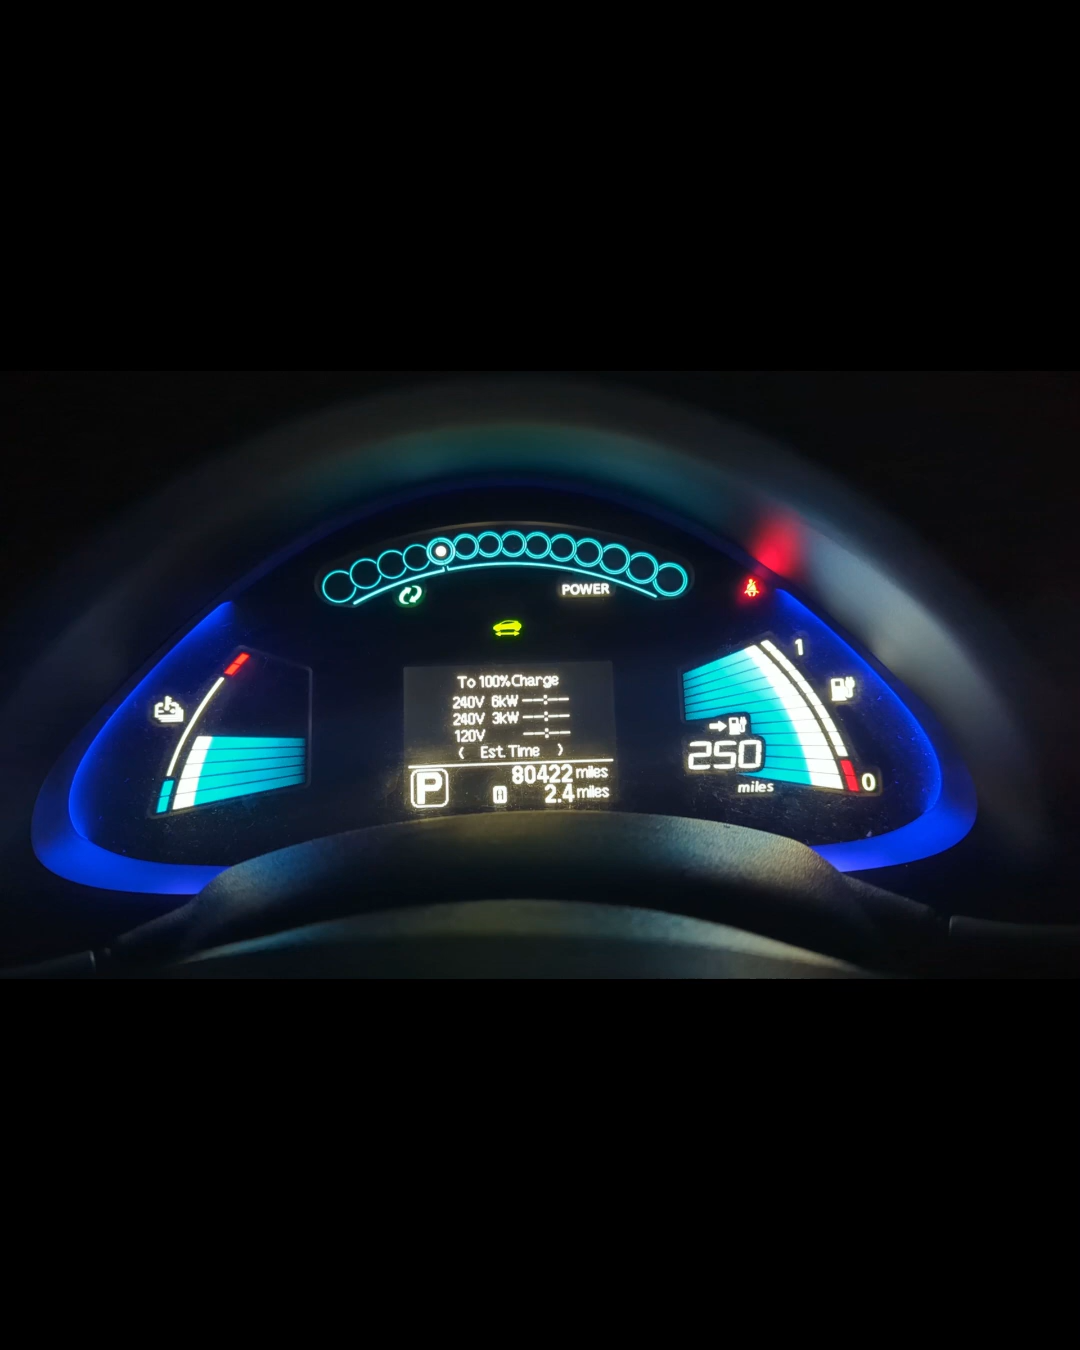 POWER
1
To 100% Charge
240V 6kW --:--
240V 3kW --:--
120V --:--
< Est. Time >
250
miles
0
P
80422 miles
2.4 miles